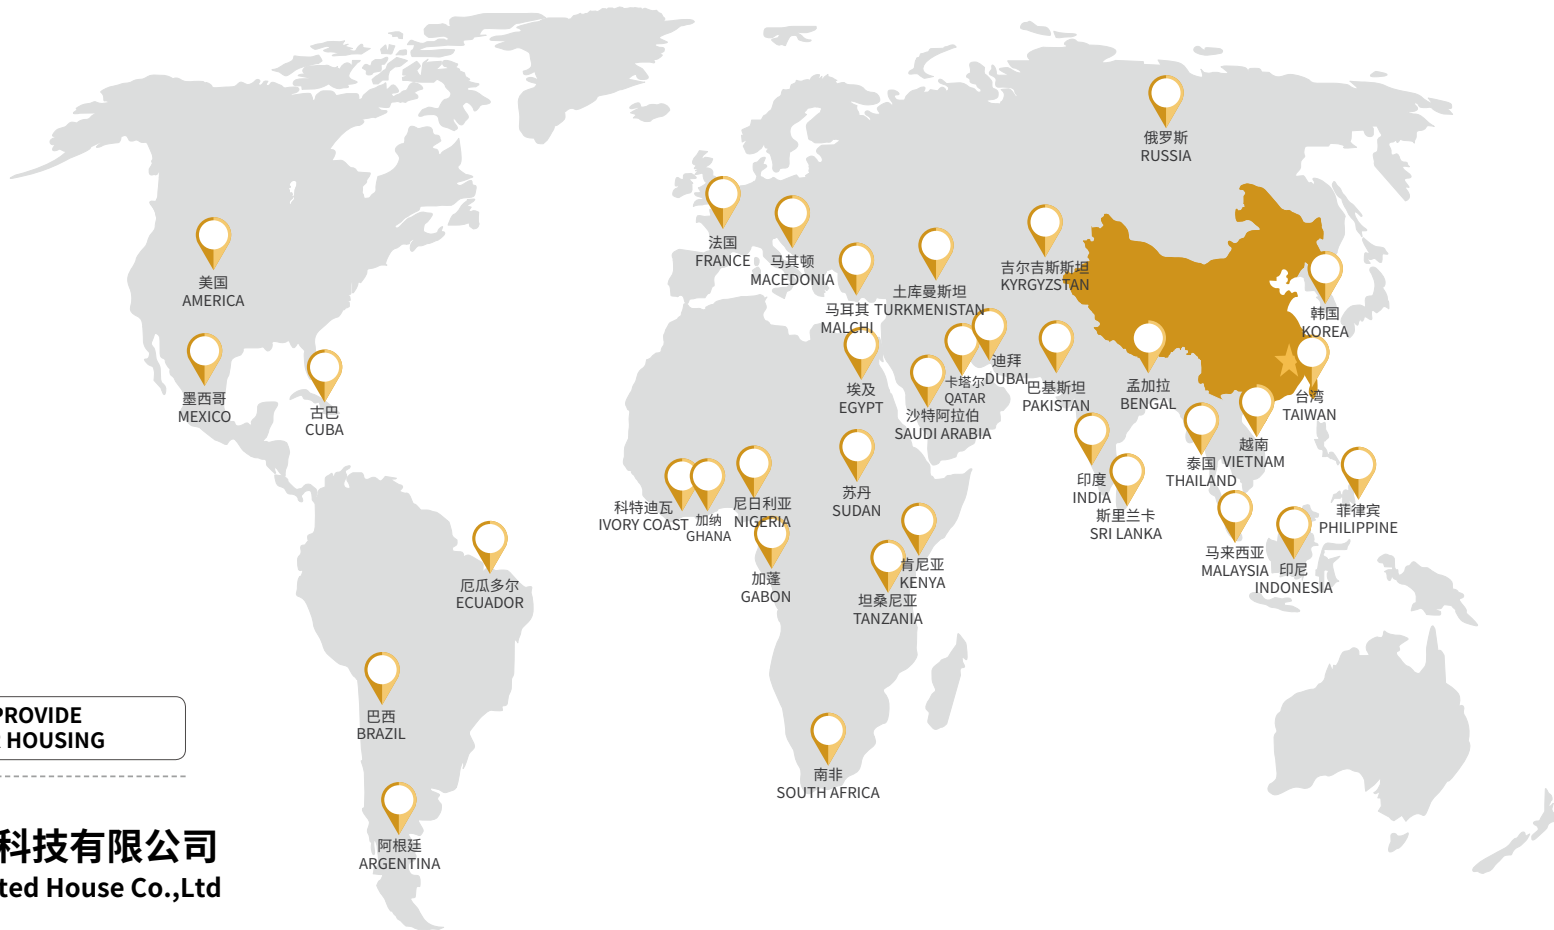 俄罗斯
RUSSIA
法国
FRANCE
马其顿
MACEDONIA
吉尔吉斯斯坦
KYRGYZSTAN
美国
AMERICA
土库曼斯坦
TURKMENISTAN
马耳其
MALCHI
韩国
KOREA
迪拜
DUBAI
卡塔尔
QATAR
巴基斯坦
PAKISTAN
孟加拉
BENGAL
埃及
EGYPT
台湾
TAIWAN
墨西哥
MEXICO
古巴
CUBA
沙特阿拉伯
SAUDI ARABIA
越南
VIETNAM
泰国
THAILAND
印度
INDIA
苏丹
SUDAN
尼日利亚
NIGERIA
科特迪瓦
IVORY COAST
加纳
GHANA
斯里兰卡
SRI LANKA
菲律宾
PHILIPPINE
马来西亚
MALAYSIA
印尼
INDONESIA
肯尼亚
KENYA
加蓬
GABON
坦桑尼亚
TANZANIA
厄瓜多尔
ECUADOR
巴西
BRAZIL
南非
SOUTH AFRICA
阿根廷
ARGENTINA
PROVIDE
HOUSING
科技有限公司
ted House Co.,Ltd